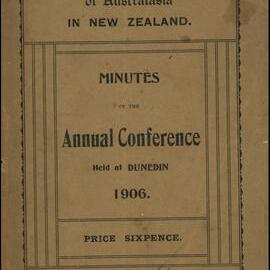 of Australasia
IN NEW ZEALAND.
MINUTES
OF THE
Annual Conference
Held at DUNEDIN
1906.
PRICE SIXPENCE.